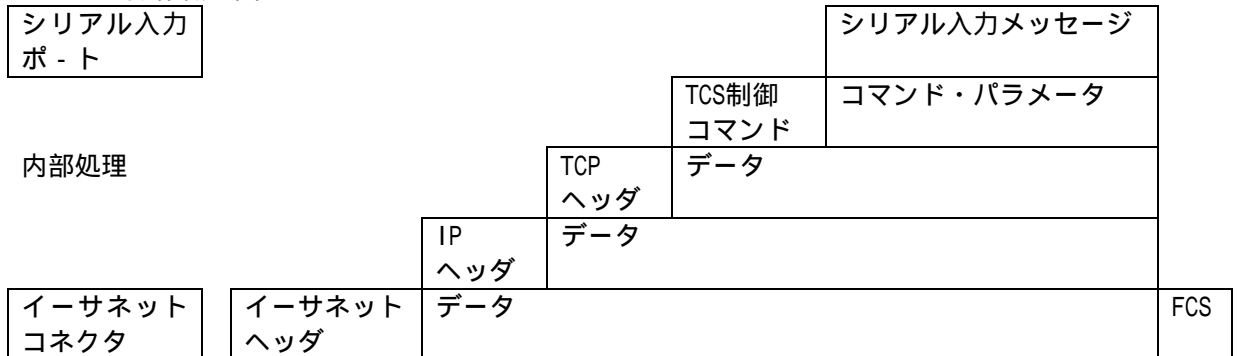 シリアル入力
ポ-ト
シリアル入力メッセージ
TCS制御
コマンド
コマンド・パラメータ
内部処理
TCP
ヘッダ
データ
IP
ヘッダ
データ
イーサネット
コネクタ
イーサネット
ヘッダ
データ
FCS